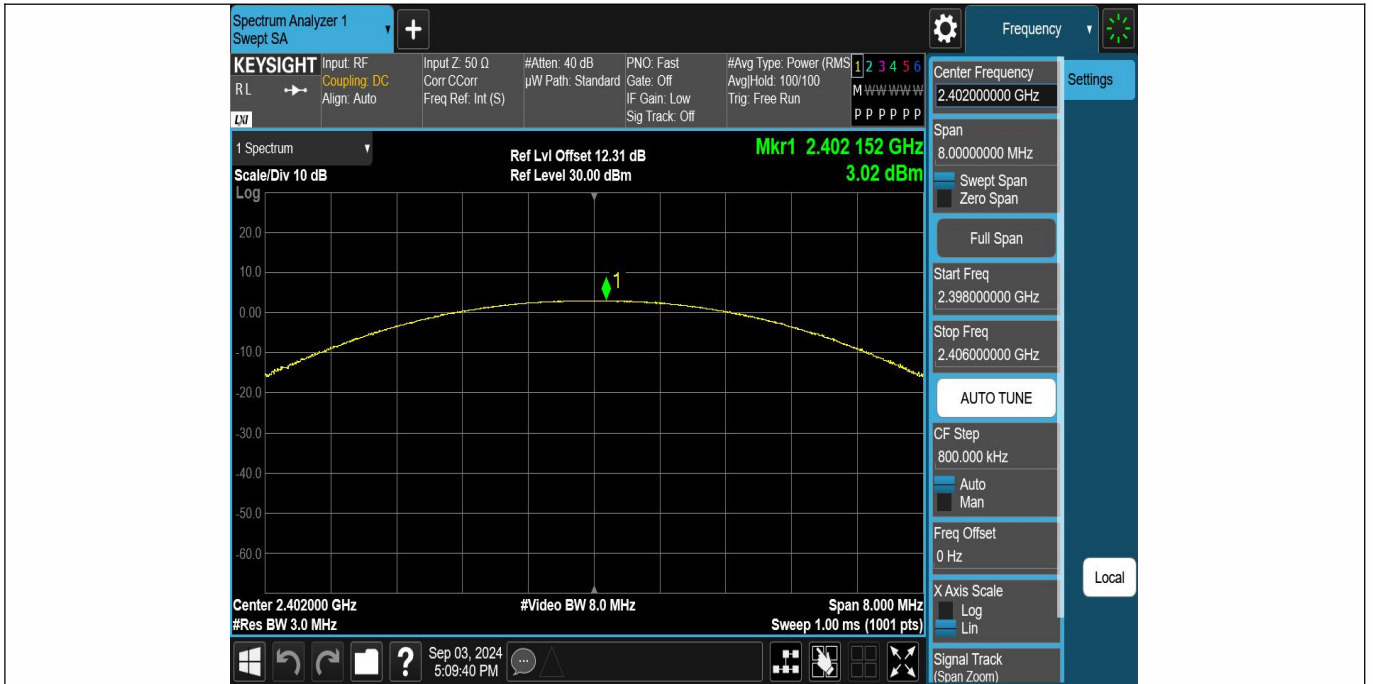 Spectrum Analyzer 1
Swept SA
+
Frequency
KEYSIGHT
RL
LXI
Input: RF
Coupling: DC
Align: Auto
Input Z: 50 Ω
Corr CCorr
Freq Ref: Int (S)
#Atten: 40 dB
µW Path: Standard
PNO: Fast
Gate: Off
IF Gain: Low
Sig Track: Off
#Avg Type: Power (RMS
Avg|Hold: 100/100
Trig: Free Run
1 2 3 4 5 6
M W W W W W
P P P P P P
1 Spectrum
Scale/Div 10 dB
Log
Ref Lvl Offset 12.31 dB
Ref Level 30.00 dBm
Mkr1 2.402 152 GHz
3.02 dBm
20.0
10.0
0.00
-10.0
-20.0
-30.0
-40.0
-50.0
-60.0
1
Center 2.402000 GHz
#Res BW 3.0 MHz
#Video BW 8.0 MHz
Span 8.000 MHz
Sweep 1.00 ms (1001 pts)
Center Frequency
2.402000000 GHz
Settings
Span
8.00000000 MHz
Swept Span
Zero Span
Full Span
Start Freq
2.398000000 GHz
Stop Freq
2.406000000 GHz
AUTO TUNE
CF Step
800.000 kHz
Auto
Man
Freq Offset
0 Hz
Local
X Axis Scale
Log
Lin
Signal Track
(Span Zoom)
?
Sep 03, 2024
5:09:40 PM